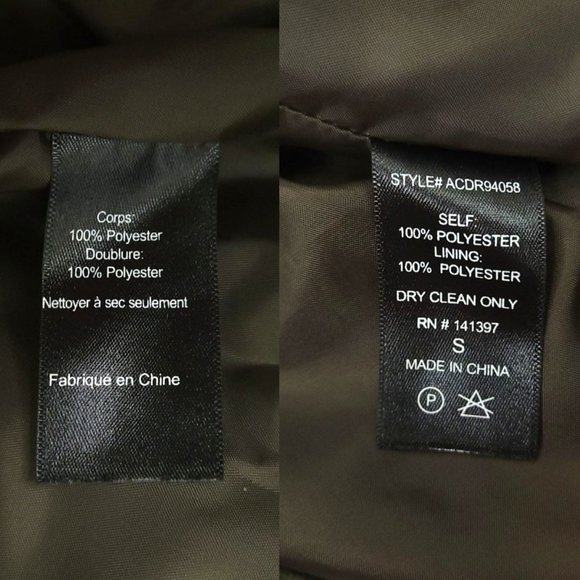 Corps:
100% Polyester
Doublure:
100% Polyester
Nettoyer à sec seulement
Fabriqué en Chine
STYLE# ACDR94058
SELF:
100% POLYESTER
LINING:
100% POLYESTER
DRY CLEAN ONLY
RN # 141397
S
MADE IN CHINA
P